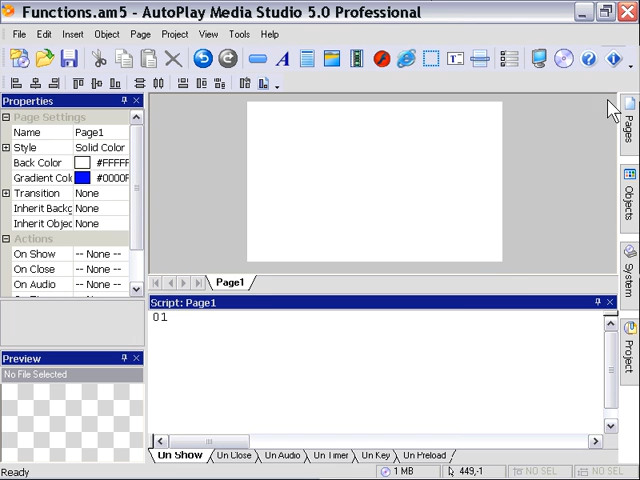 Functions.am5 - AutoPlay Media Studio 5.0 Professional
File Edit Insert Object Page Project View Tools Help
Properties
Page Settings
Name Page1
Style Solid Color
Back Color #FFFFF
Gradient Col #0000F
Transition None
Inherit Backg None
Inherit Objec None
Actions
On Show -- None --
On Close -- None --
On Audio -- None --
Preview
No File Selected
Page1
Script: Page1
01
On Show On Close On Audio On Timer On Key On Preload
Pages
Objects
System
Project
Ready
1 MB
449,-1
NO SEL
NO SEL